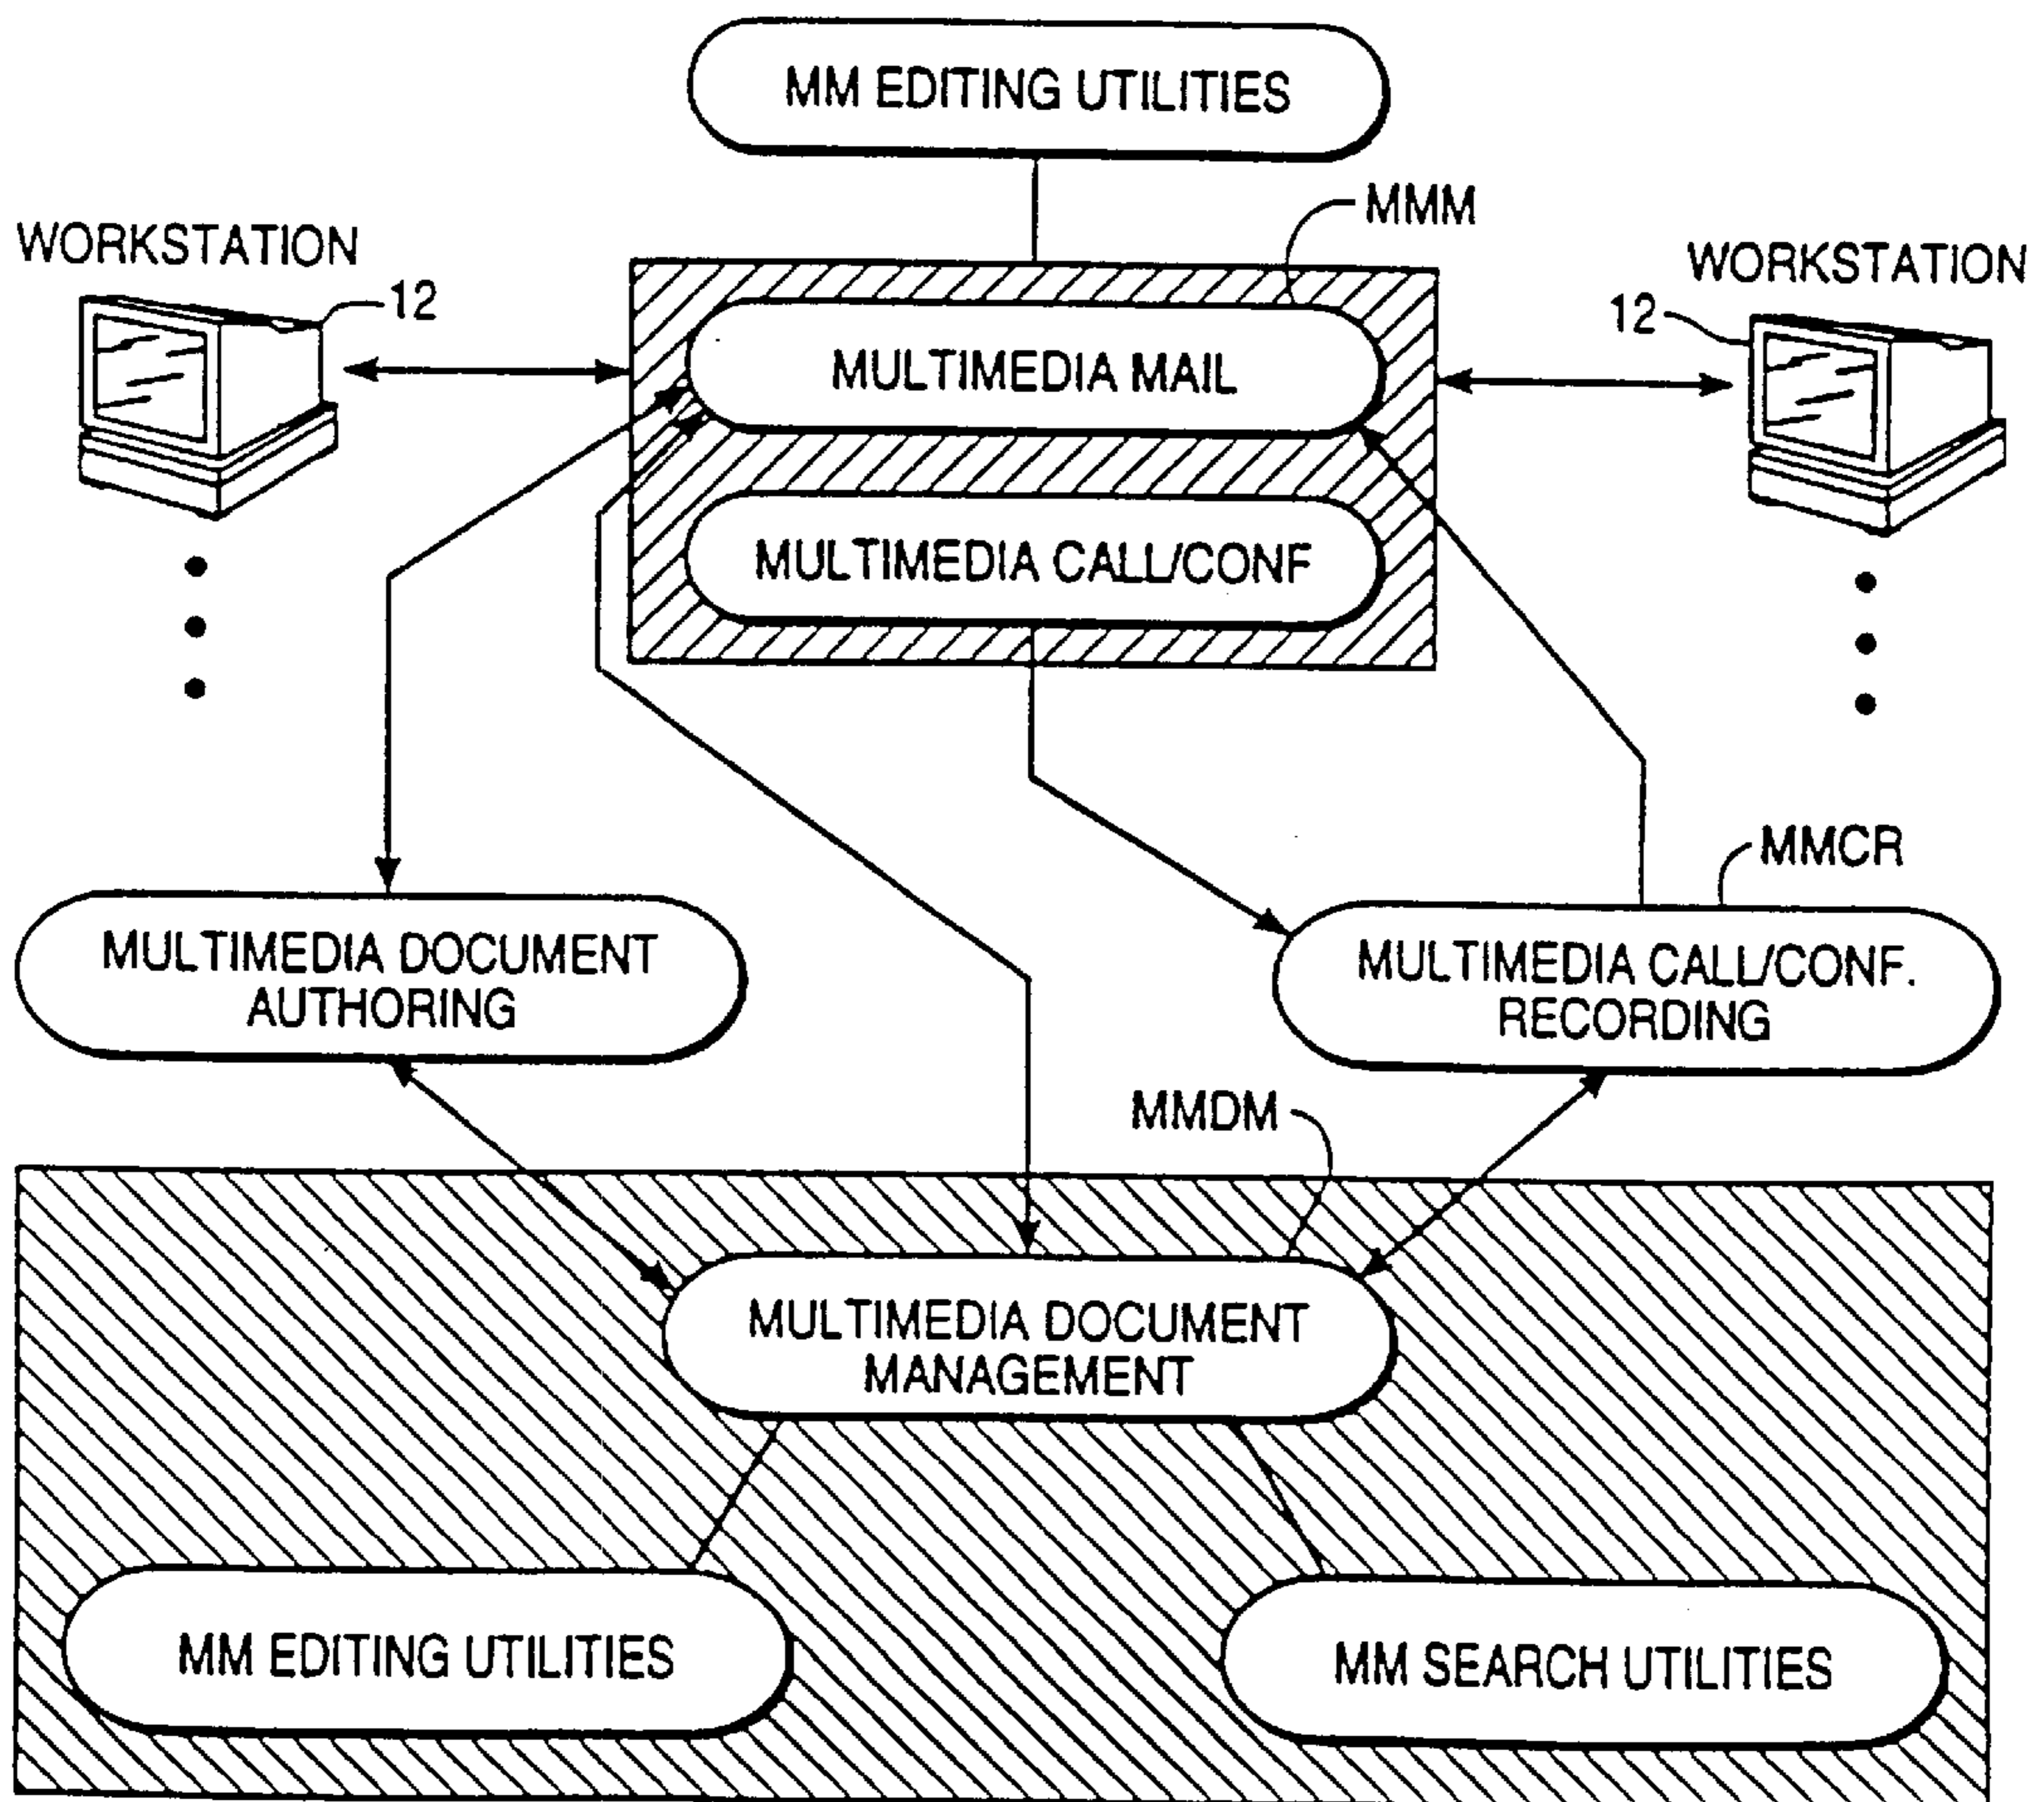 MM EDITING UTILITIES
MMM
WORKSTATION
WORKSTATION
12
12
MULTIMEDIA MAIL
MULTIMEDIA CALL/CONF
MMCR
MULTIMEDIA DOCUMENT
AUTHORING
MULTIMEDIA CALL/CONF.
RECORDING
MMDM
MULTIMEDIA DOCUMENT
MANAGEMENT
MM EDITING UTILITIES
MM SEARCH UTILITIES